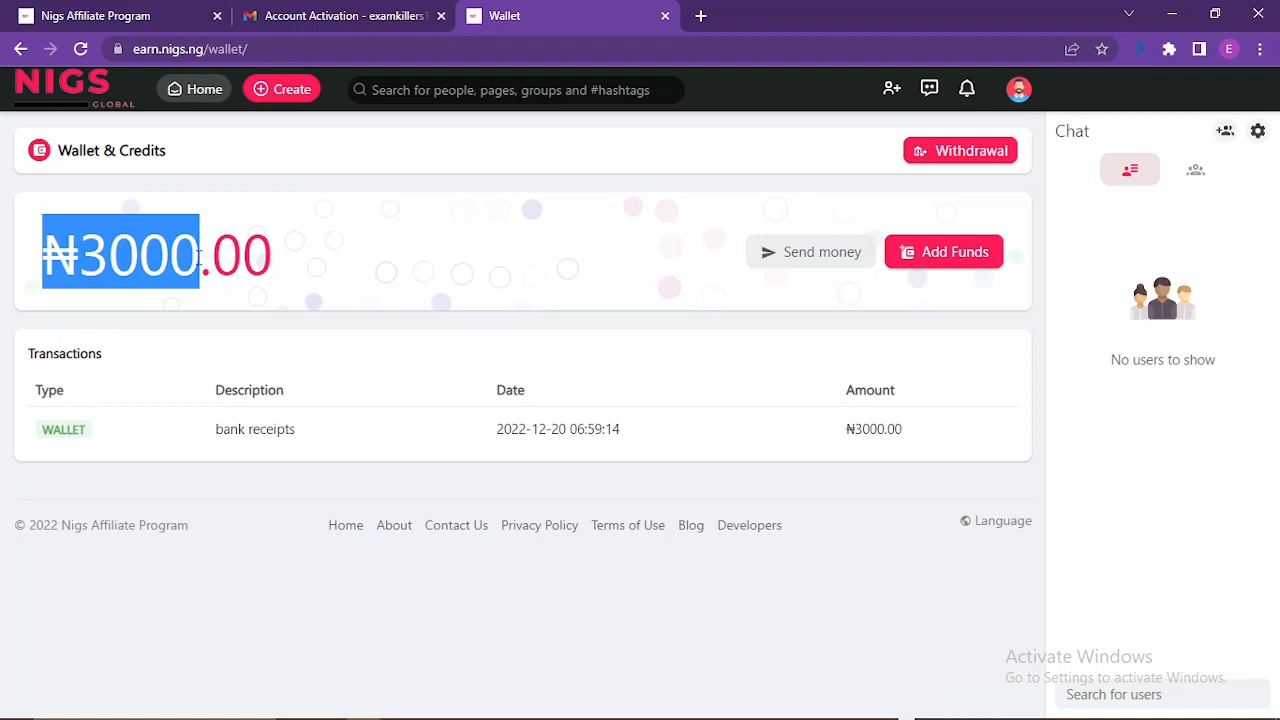 Nigs Affiliate Program
Account Activation - examkillers1
Wallet
earn.nigs.ng/wallet/
E
NIGS
GLOBAL
Home
Create
Search for people, pages, groups and #hashtags
Chat
Wallet & Credits
Withdrawal
₦3000.00
Send money
Add Funds
No users to show
Transactions
Type Description Date Amount
WALLET bank receipts 2022-12-20 06:59:14 ₦3000.00
© 2022 Nigs Affiliate Program
Home About Contact Us Privacy Policy Terms of Use Blog Developers
Language
Activate Windows
Go to Settings to activate Windows.
Search for users